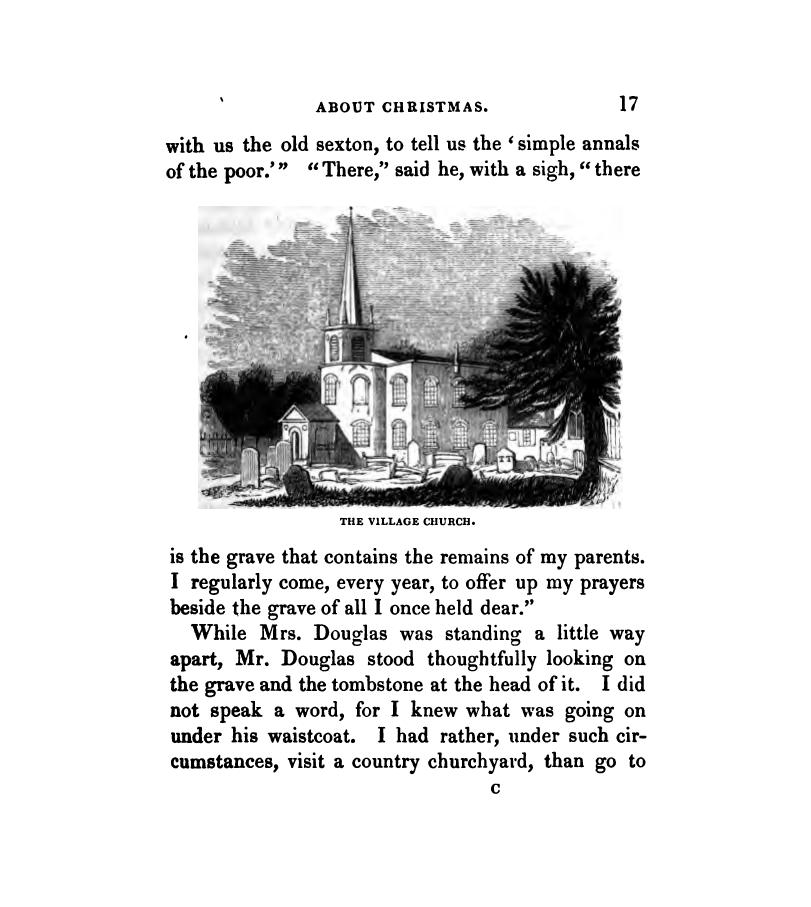 ABOUT CHRISTMAS. 17
with us the old sexton, to tell us the ‘simple annals
of the poor.’” “There,” said he, with a sigh, “there
THE VILLAGE CHURCH.
is the grave that contains the remains of my parents.
I regularly come, every year, to offer up my prayers
beside the grave of all I once held dear.”
While Mrs. Douglas was standing a little way
apart, Mr. Douglas stood thoughtfully looking on
the grave and the tombstone at the head of it. I did
not speak a word, for I knew what was going on
under his waistcoat. I had rather, under such cir-
cumstances, visit a country churchyard, than go to
C